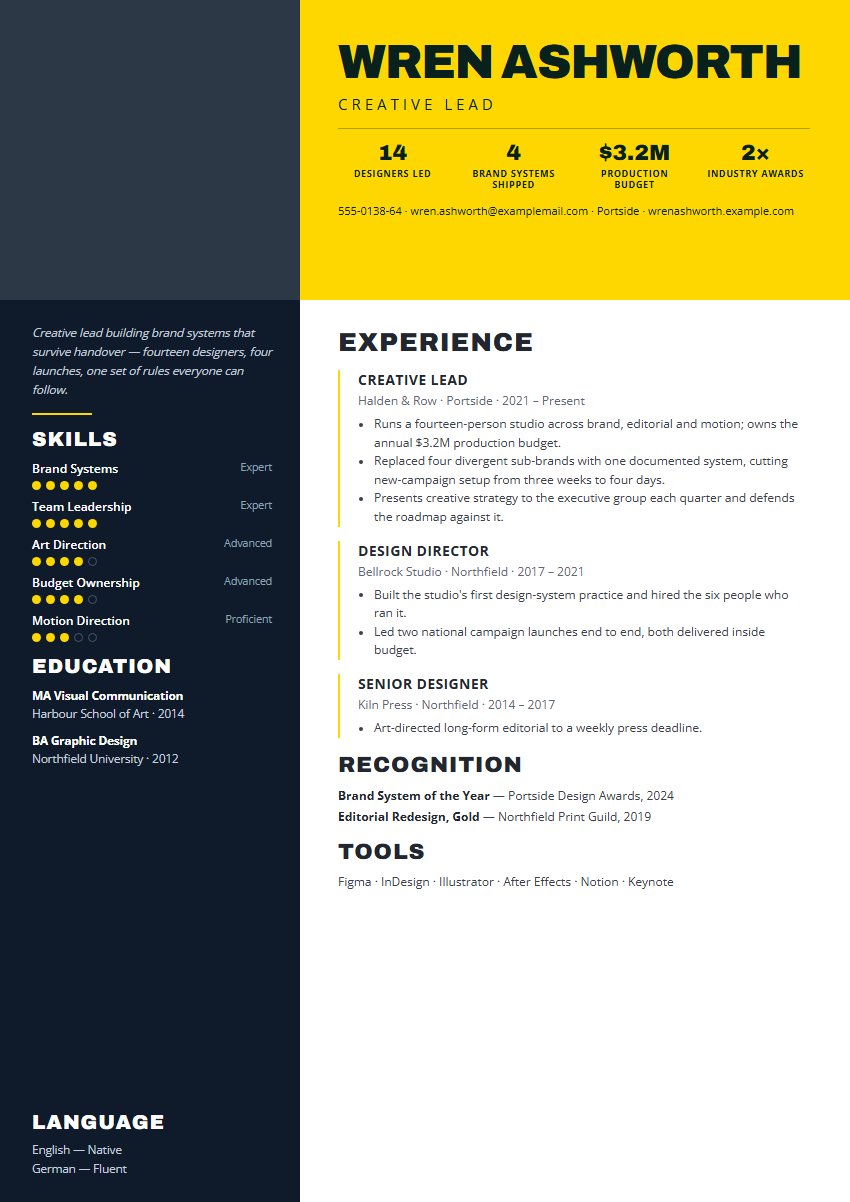 WREN ASHWORTH
CREATIVE LEAD
14
DESIGNERS LED
4
BRAND SYSTEMS
SHIPPED
$3.2M
PRODUCTION
BUDGET
2×
INDUSTRY AWARDS
555-0138-64 · wren.ashworth@examplemail.com · Portside · wrenashworth.example.com
Creative lead building brand systems that
survive handover — fourteen designers, four
launches, one set of rules everyone can
follow.
SKILLS
Brand Systems Expert
Team Leadership Expert
Art Direction Advanced
Budget Ownership Advanced
Motion Direction Proficient
EDUCATION
MA Visual Communication
Harbour School of Art · 2014
BA Graphic Design
Northfield University · 2012
LANGUAGE
English — Native
German — Fluent
EXPERIENCE
CREATIVE LEAD
Halden & Row · Portside · 2021 – Present
• Runs a fourteen-person studio across brand, editorial and motion; owns the
annual $3.2M production budget.
• Replaced four divergent sub-brands with one documented system, cutting
new-campaign setup from three weeks to four days.
• Presents creative strategy to the executive group each quarter and defends
the roadmap against it.
DESIGN DIRECTOR
Bellrock Studio · Northfield · 2017 – 2021
• Built the studio's first design-system practice and hired the six people who
ran it.
• Led two national campaign launches end to end, both delivered inside
budget.
SENIOR DESIGNER
Kiln Press · Northfield · 2014 – 2017
• Art-directed long-form editorial to a weekly press deadline.
RECOGNITION
Brand System of the Year — Portside Design Awards, 2024
Editorial Redesign, Gold — Northfield Print Guild, 2019
TOOLS
Figma · InDesign · Illustrator · After Effects · Notion · Keynote